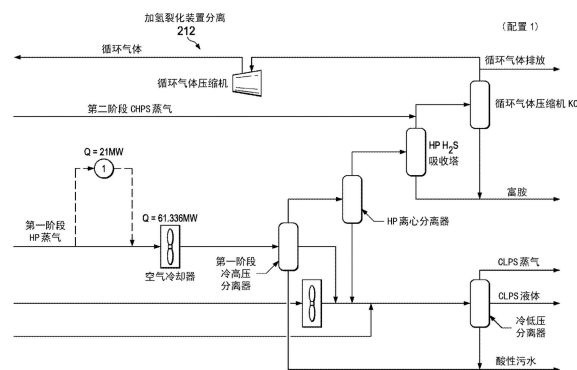 加氢裂化装置分离
212
(配置 1)
循环气体
循环气体排放
循环气体压缩机
循环气体压缩机 KO
第二阶段 CHPS 蒸气
HP H2S
吸收塔
Q = 21MW
1
富胺
Q = 61.336MW
HP 离心分离器
第一阶段
HP 蒸气
空气冷却器
第一阶段
冷高压
分离器
CLPS 蒸气
CLPS 液体
冷低压
分离器
酸性污水